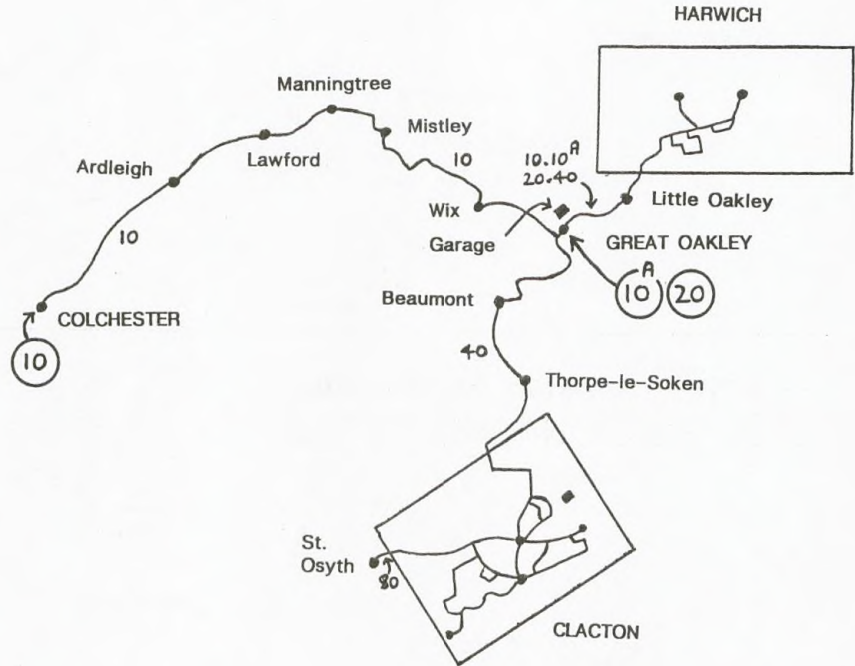 HARWICH
Manningtree
Mistley
Ardleigh
Lawford
10
10.10A
20.40
Wix
Little Oakley
Garage
GREAT OAKLEY
10
A
10
20
Beaumont
COLCHESTER
10
40
Thorpe-le-Soken
St.
Osyth
80
CLACTON